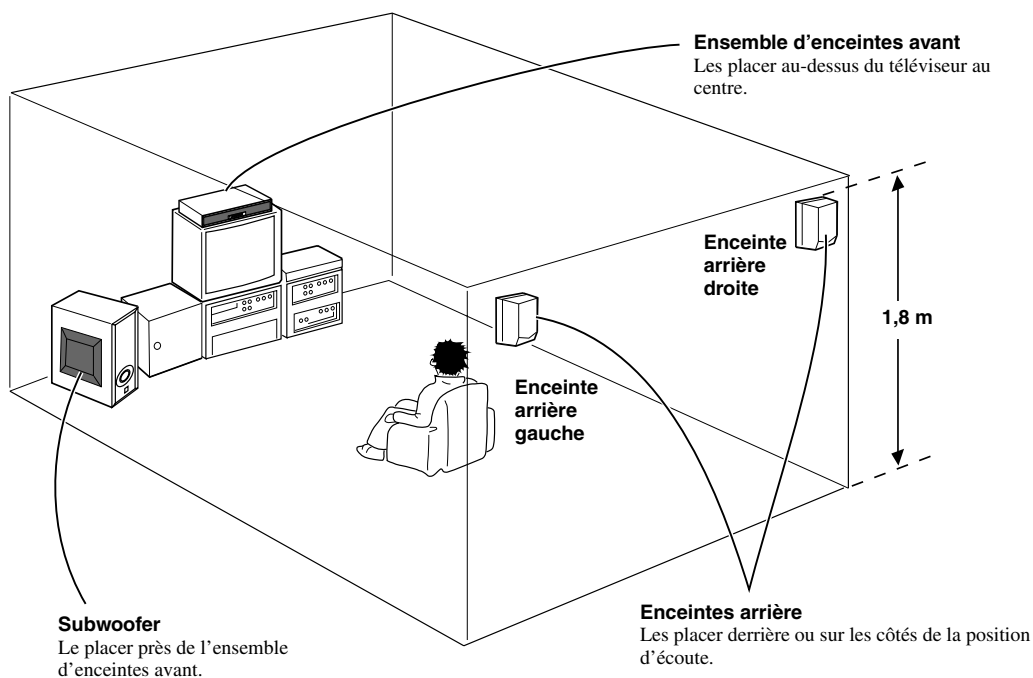 Ensemble d'enceintes avant
Les placer au-dessus du téléviseur au
centre.
Enceinte
arrière
droite
1,8 m
Enceinte
arrière
gauche
Subwoofer
Le placer près de l'ensemble
d'enceintes avant.
Enceintes arrière
Les placer derrière ou sur les côtés de la position
d'écoute.